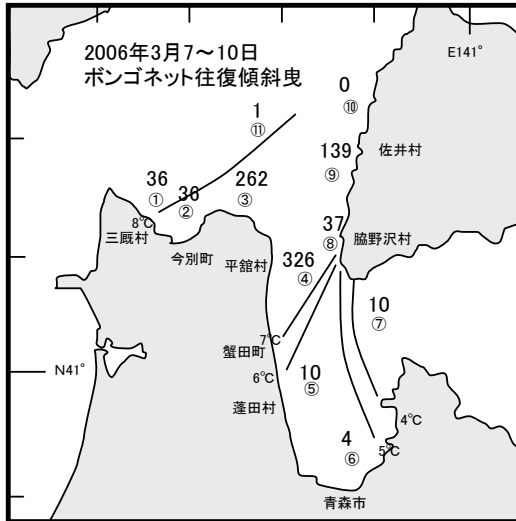 2006年3月7～10日
ボンゴネット往復傾斜曳
E141°
0
⑩
1
⑪
139
⑨
佐井村
36
①
36
②
262
③
8℃
三厩村
今別町
平舘村
37
⑧
脇野沢村
326
④
10
⑦
7℃
蟹田町
6℃
N41°
10
⑤
蓬田村
4℃
4
⑥
5℃
青森市